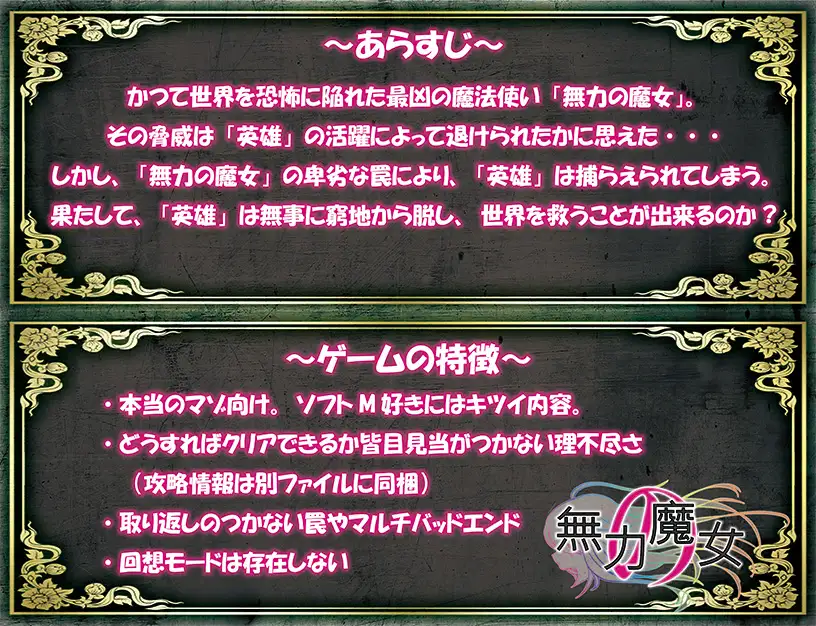 ～あらすじ～
かつて世界を恐怖に陥れた最凶の魔法使い「無力の魔女」。
その脅威は「英雄」の活躍によって退けられたかに思えた・・・
しかし、「無力の魔女」の卑劣な罠により、「英雄」は捕らえられてしまう。
果たして、「英雄」は無事に窮地から脱し、世界を救うことが出来るのか？
～ゲームの特徴～
・本当のマゾ向け。ソフトM好きにはキツイ内容。
・どうすればクリアできるか皆目見当がつかない理不尽さ
（攻略情報は別ファイルに同梱）
・取り返しのつかない罠やマルチバッドエンド
・回想モードは存在しない
無力の魔女